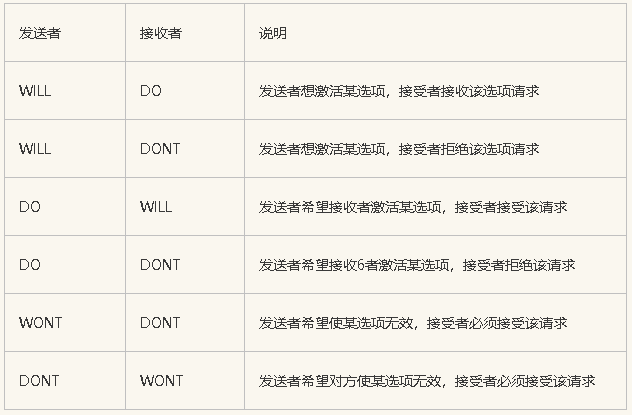 发送者 接收者 说明
WILL DO 发送者想激活某选项，接受者接收该选项请求
WILL DONT 发送者想激活某选项，接受者拒绝该选项请求
DO WILL 发送者希望接收者激活某选项，接受者接受该请求
DO DONT 发送者希望接收6者激活某选项，接受者拒绝该请求
WONT DONT 发送者希望使某选项无效，接受者必须接受该请求
DONT WONT 发送者希望对方使某选项无效，接受者必须接受该请求